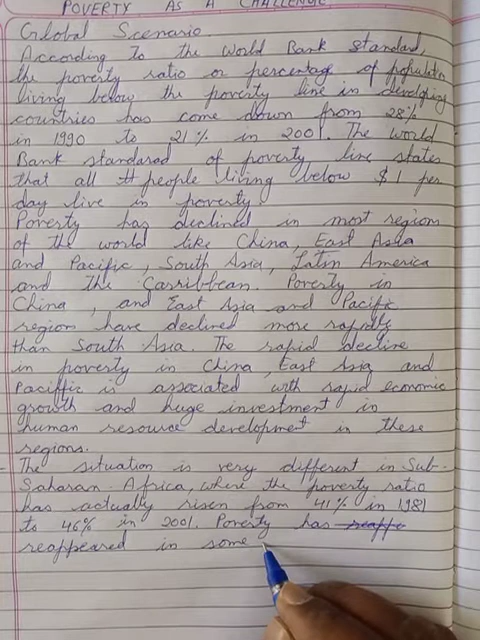 POVERTY AS A CHALLENGE
Global Scenario
According To the World Bank standard,
the poverty ratio or percentage of population
living below the poverty line in developing
countries has come down from 28%
in 1990 to 21% in 2001. The world
Bank standarad of poverty line states
that all people living below $1 per
day live in poverty
Poverty has declined in most region
of the world like China, East Asia
and Pacific, South Asia, Latin America
and the Carribbean. Poverty in
China, and East Asia and Pacific
region have declined more rapidly
than South Asia. The rapid decline
in poverty in China, East Asia and
Paciffic is associated with rapid economic
growth and huge investment in
human resource development in these
regions.
- The situation is very different in Sub-
Saharan Africa, where the poverty ratio
has actually risen from 41% in 1981
to 46% in 2001. Poverty has reappe
reappeared in some